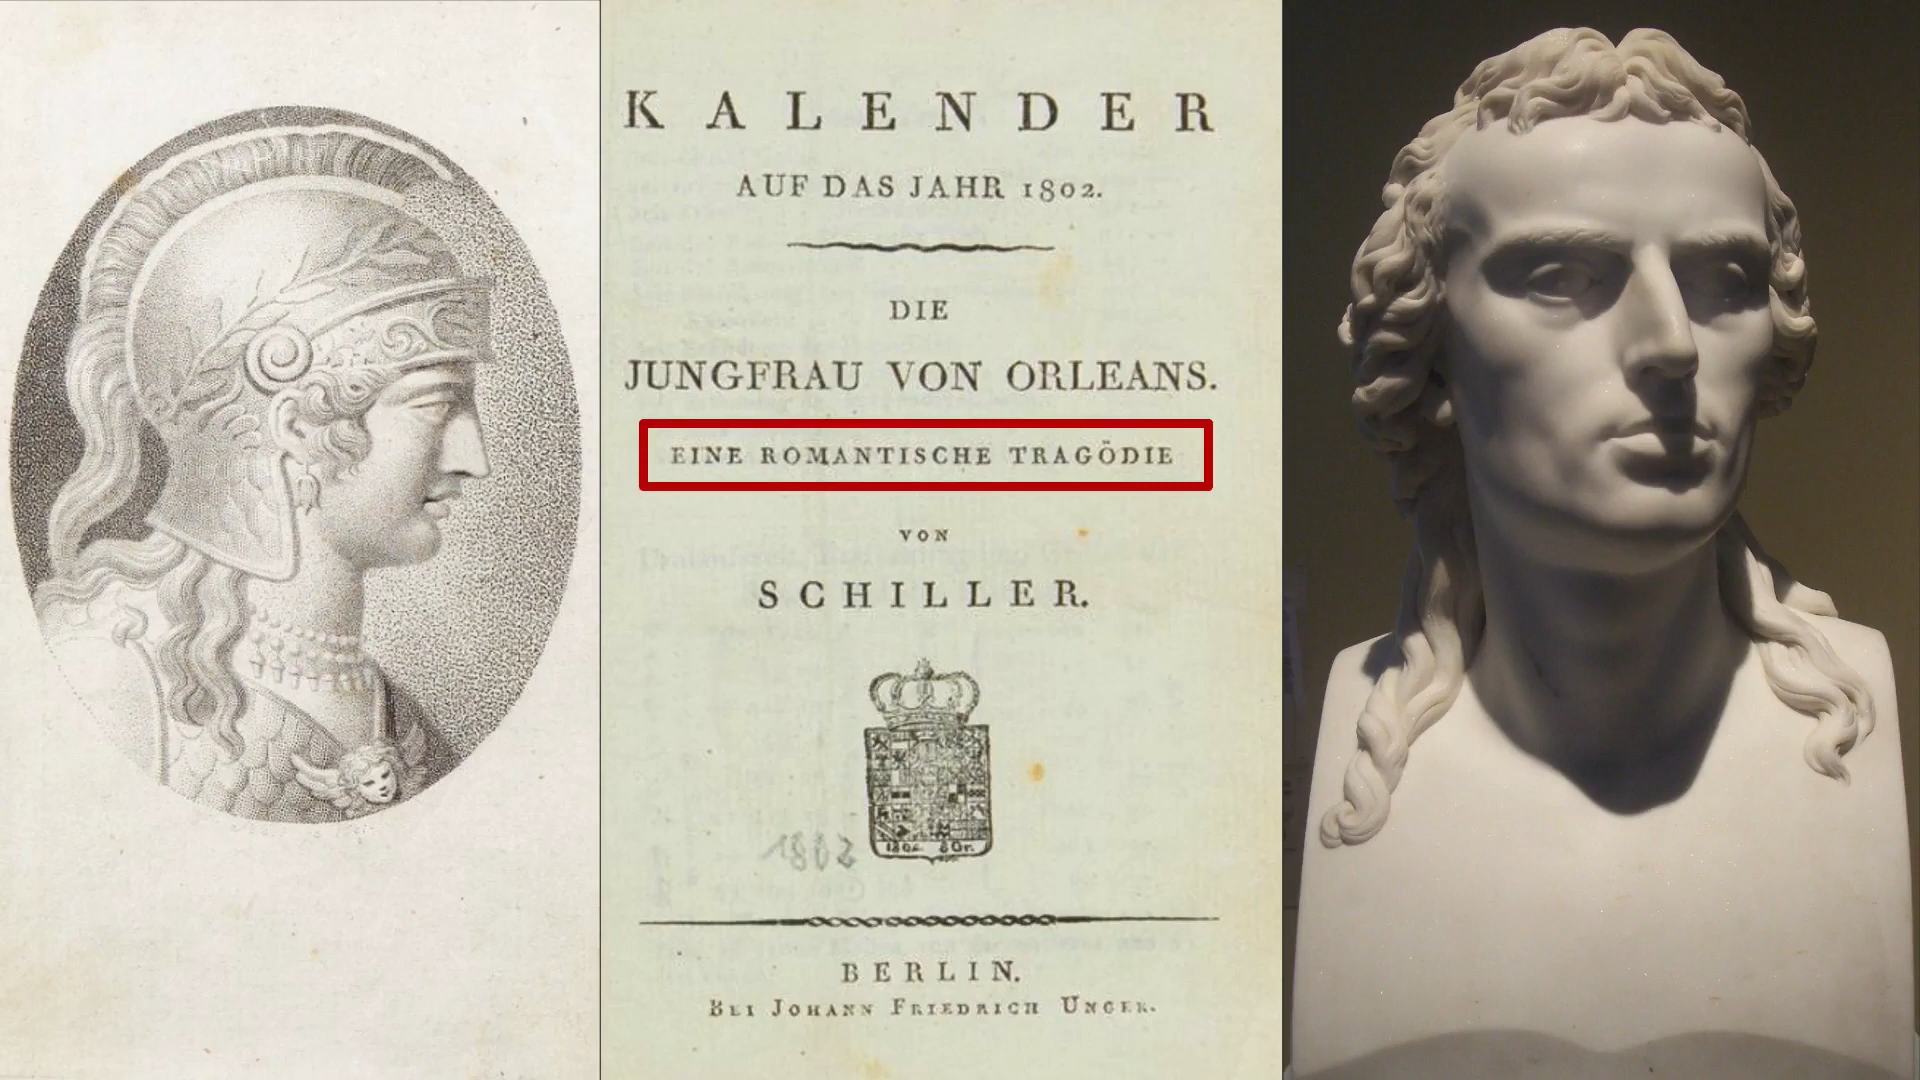 KALENDER
AUF DAS JAHR 1802.
DIE
JUNGFRAU VON ORLEANS.
EINE ROMANTISCHE TRAGÖDIE
VON
SCHILLER.
1802
BERLIN.
BEI JOHANN FRIEDRICH UNGER.